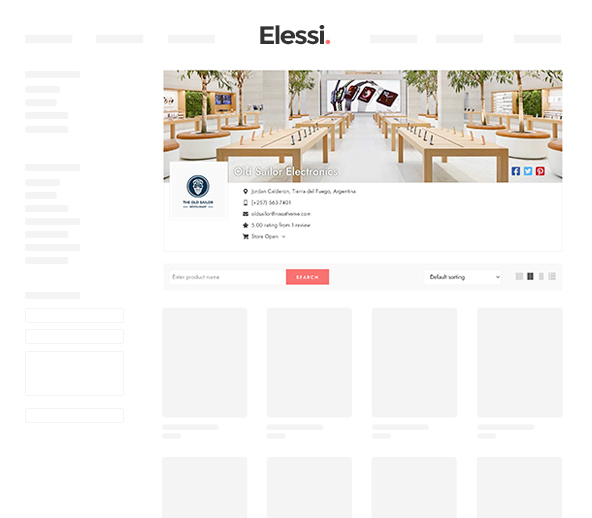 Elessi.
Old Sailor Electronics
THE OLD SAILOR
Jordan Calderon, Tierra del Fuego, Argentina
(+257) 563-7401
oldsailor@nasatheme.com
5.00 rating from 1 review
Store Open
Enter product name
SEARCH
Default sorting